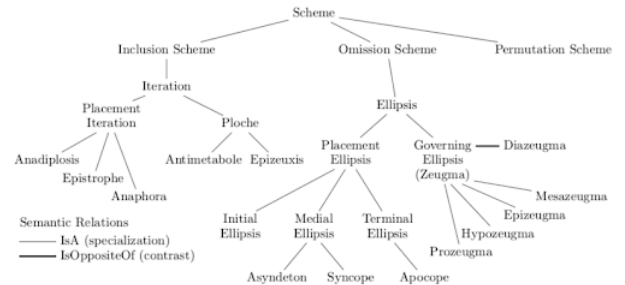 Scheme
Inclusion Scheme
Omission Scheme
Permutation Scheme
Iteration
Ellipsis
Placement
Iteration
Ploche
Placement
Ellipsis
Governing
Ellipsis
(Zeugma)
Diazeugma
Anadiplosis
Epistrophe
Anaphora
Antimetabole
Epizeuxis
Mesazeugma
Epizeugma
Hypozeugma
Prozeugma
Initial
Ellipsis
Medial
Ellipsis
Terminal
Ellipsis
Asyndeton
Syncope
Apocope
Semantic Relations
IsA (specialization)
IsOppositeOf (contrast)